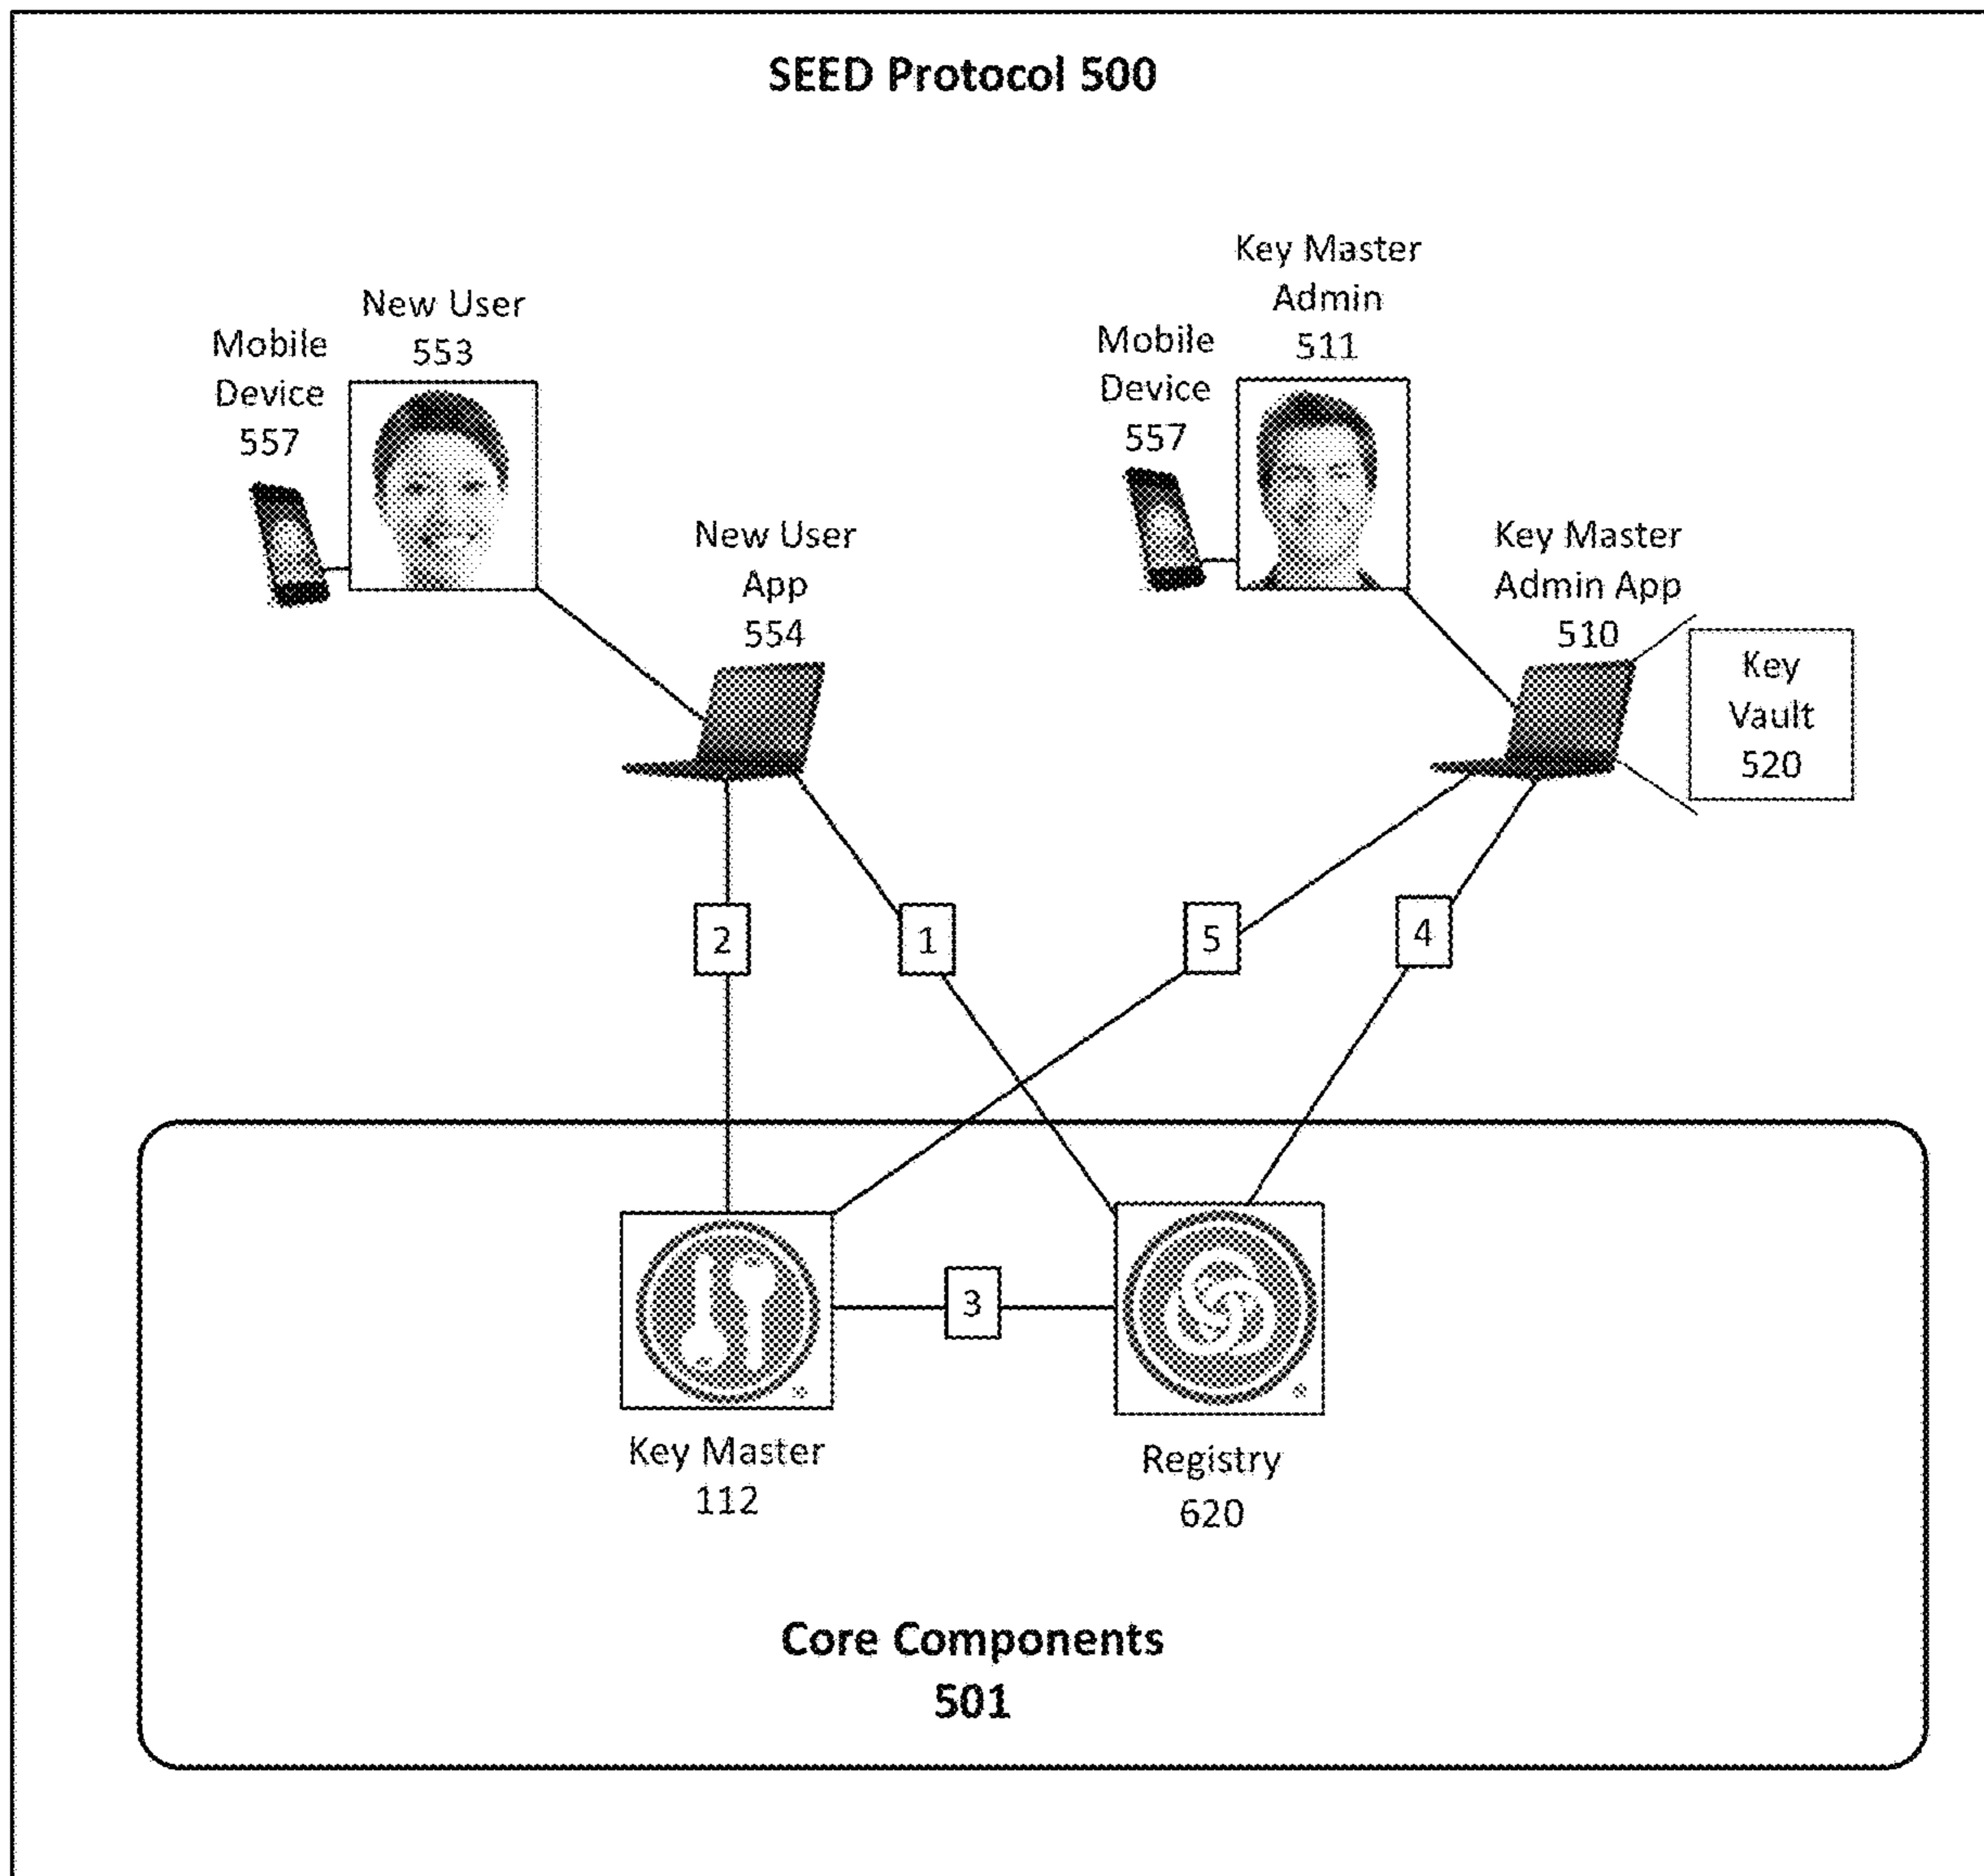 SEED Protocol 500
New User
553
Mobile
Device
557
Key Master
Admin
511
Mobile
Device
557
New User
App
554
Key Master
Admin App
510
Key
Vault
520
2
1
5
4
3
Key Master
112
Registry
620
Core Components
501